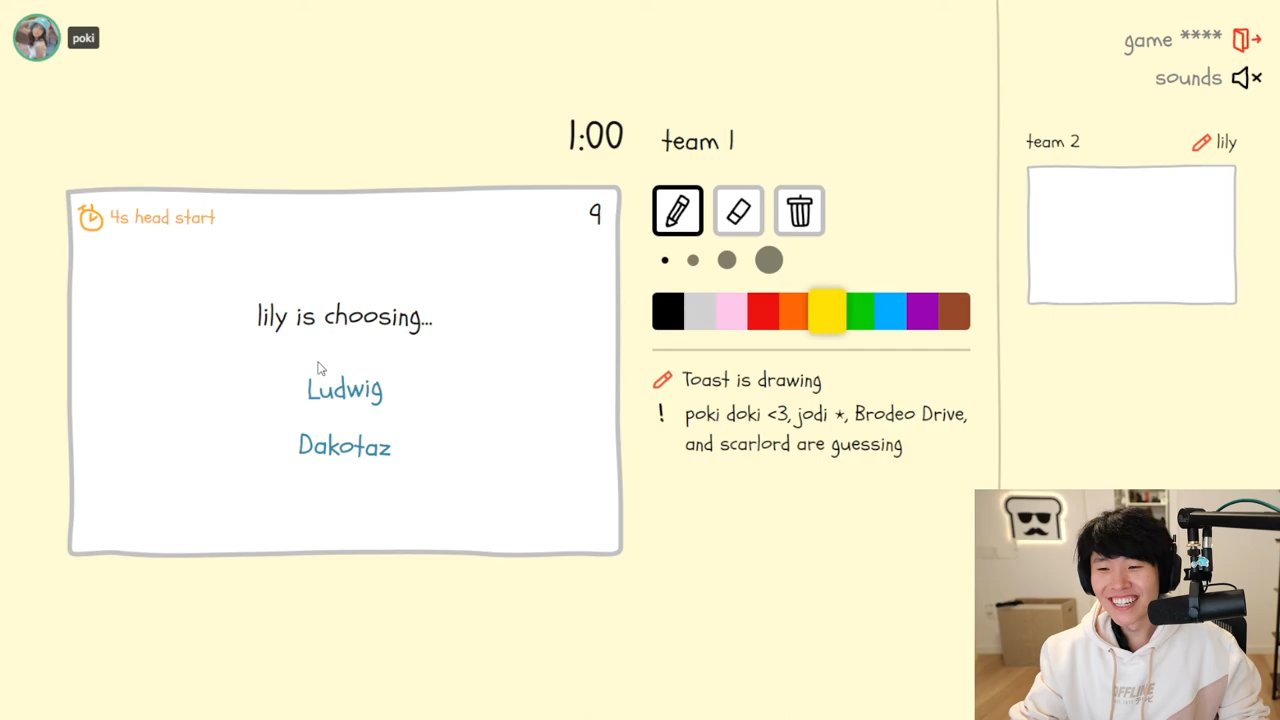 poki
game ****
sounds
1:00
team 1
team 2
lily
4s head start
9
lily is choosing...
Ludwig
Dakotaz
Toast is drawing
! poki doki <3, jodi *, Brodeo Drive,
and scarlord are guessing
OFFLINE